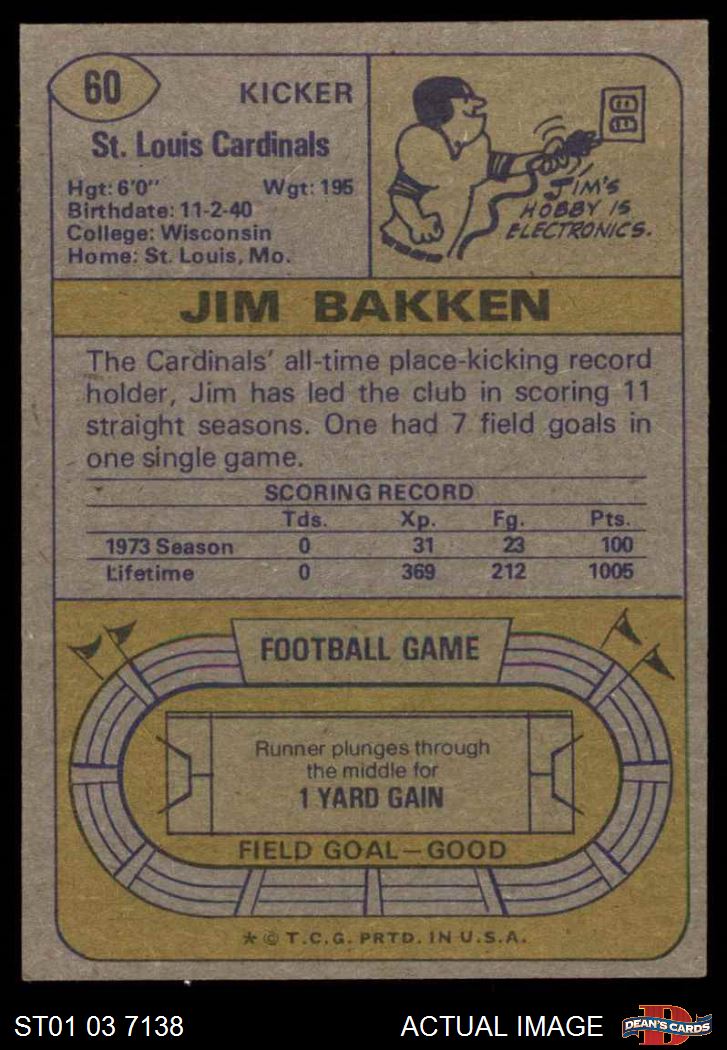 60
KICKER
St. Louis Cardinals
Hgt: 6'0" Wgt: 195
Birthdate: 11-2-40
College: Wisconsin
Home: St. Louis, Mo.
JIM'S
HOBBY IS
ELECTRONICS.
JIM BAKKEN
The Cardinals' all-time place-kicking record
holder, Jim has led the club in scoring 11
straight seasons. One had 7 field goals in
one single game.
SCORING RECORD
Tds. Xp. Fg. Pts.
1973 Season 0 31 23 100
Lifetime 0 369 212 1005
FOOTBALL GAME
Runner plunges through
the middle for
1 YARD GAIN
FIELD GOAL—GOOD
* © T.C.G. PRTD. IN U.S.A.
ST01 03 7138
ACTUAL IMAGE
D
DEAN'S CARDS